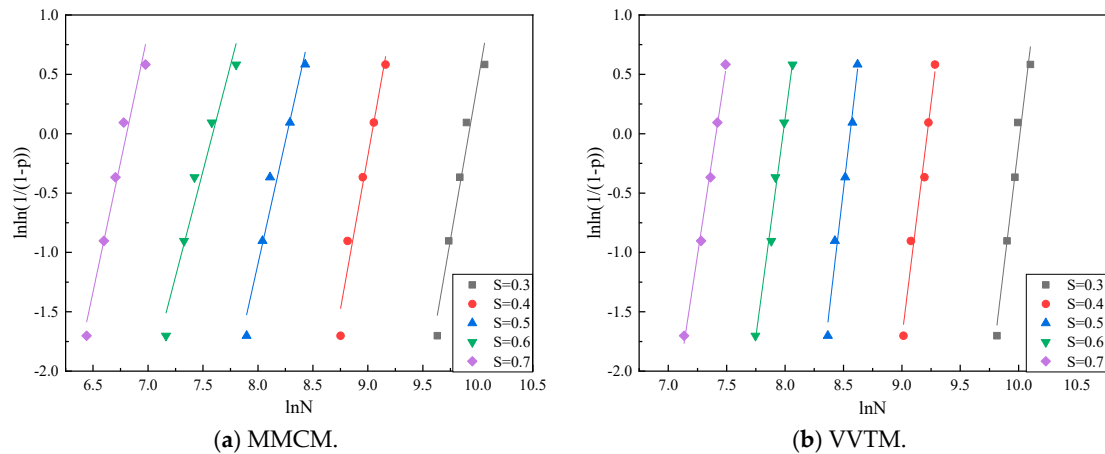 1.0
0.5
0.0
-0.5
-1.0
-1.5
-2.0
lnln(1/(1-p))
6.5 7.0 7.5 8.0 8.5 9.0 9.5 10.0 10.5
lnN
S=0.3
S=0.4
S=0.5
S=0.6
S=0.7
(a) MMCM.
1.0
0.5
0.0
-0.5
-1.0
-1.5
-2.0
lnln(1/(1-p))
7.0 7.5 8.0 8.5 9.0 9.5 10.0 10.5
lnN
S=0.3
S=0.4
S=0.5
S=0.6
S=0.7
(b) VVTM.